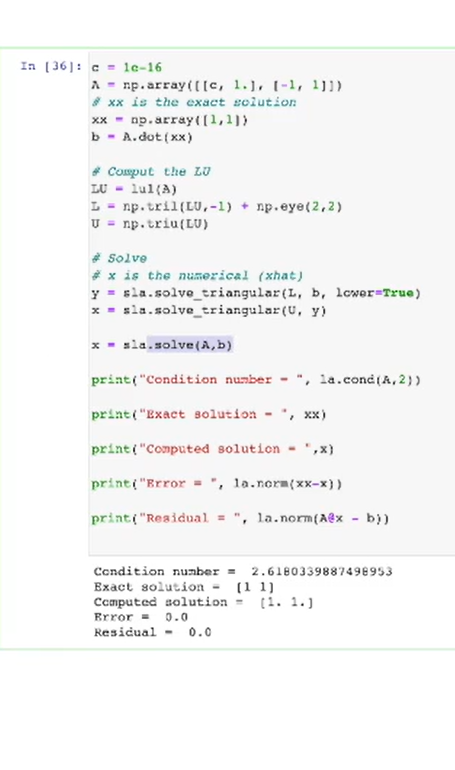 In [36]: c = 1e-16
A = np.array([[c, 1.], [-1, 1]])
# xx is the exact solution
xx = np.array([1,1])
b = A.dot(xx)
# Comput the LU
LU = lu1(A)
L = np.tril(LU,-1) + np.eye(2,2)
U = np.triu(LU)
# Solve
# x is the numerical (xhat)
y = sla.solve_triangular(L, b, lower=True)
x = sla.solve_triangular(U, y)
x = sla.solve(A,b)
print("Condition number = ", la.cond(A,2))
print("Exact solution = ", xx)
print("Computed solution = ",x)
print("Error = ", la.norm(xx-x))
print("Residual = ", la.norm(A@x - b))
Condition number =  2.6180339887498953
Exact solution =  [1 1]
Computed solution =  [1. 1.]
Error =  0.0
Residual =  0.0